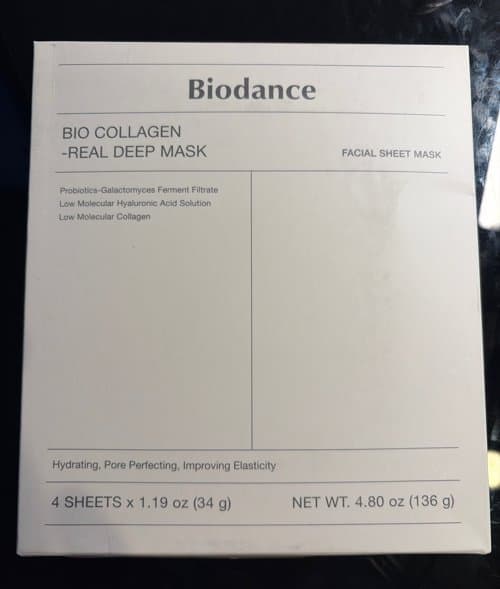 Biodance
BIO COLLAGEN
-REAL DEEP MASK
FACIAL SHEET MASK
Probiotics-Galactomyces Ferment Filtrate
Low Molecular Hyaluronic Acid Solution
Low Molecular Collagen
Hydrating, Pore Perfecting, Improving Elasticity
4 SHEETS x 1.19 oz (34 g)
NET WT. 4.80 oz (136 g)